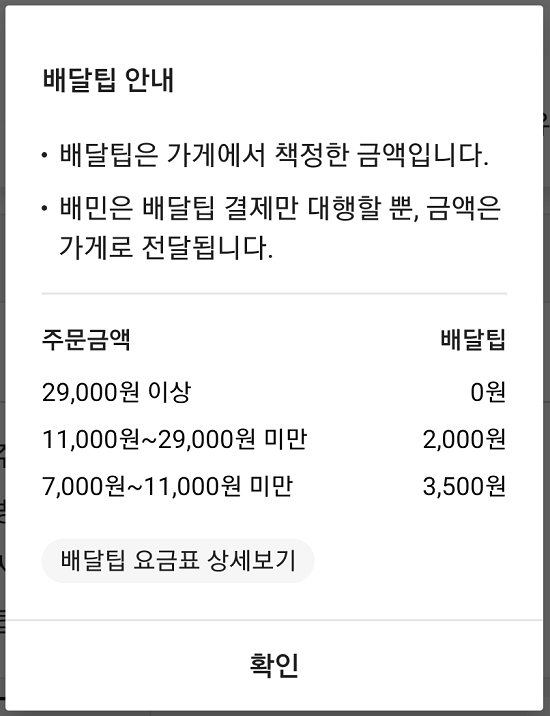 배달팁 안내
• 배달팁은 가게에서 책정한 금액입니다.
• 배민은 배달팁 결제만 대행할 뿐, 금액은
가게로 전달됩니다.
주문금액 배달팁
29,000원 이상 0원
11,000원~29,000원 미만 2,000원
7,000원~11,000원 미만 3,500원
배달팁 요금표 상세보기
확인